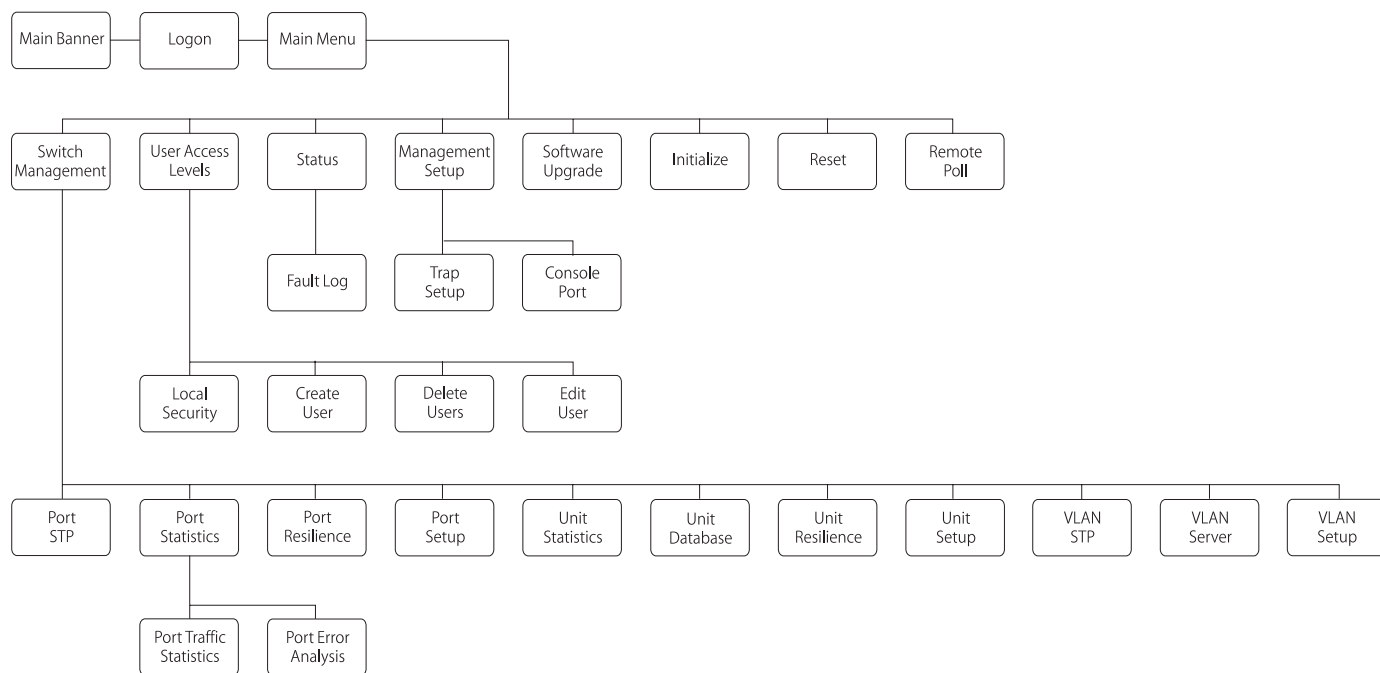 Main Banner
Logon
Main Menu
Switch
Management
User Access
Levels
Status
Management
Setup
Software
Upgrade
Initialize
Reset
Remote
Poll
Fault Log
Trap
Setup
Console
Port
Local
Security
Create
User
Delete
Users
Edit
User
Port
STP
Port
Statistics
Port
Resilience
Port
Setup
Unit
Statistics
Unit
Database
Unit
Resilience
Unit
Setup
VLAN
STP
VLAN
Server
VLAN
Setup
Port Traffic
Statistics
Port Error
Analysis